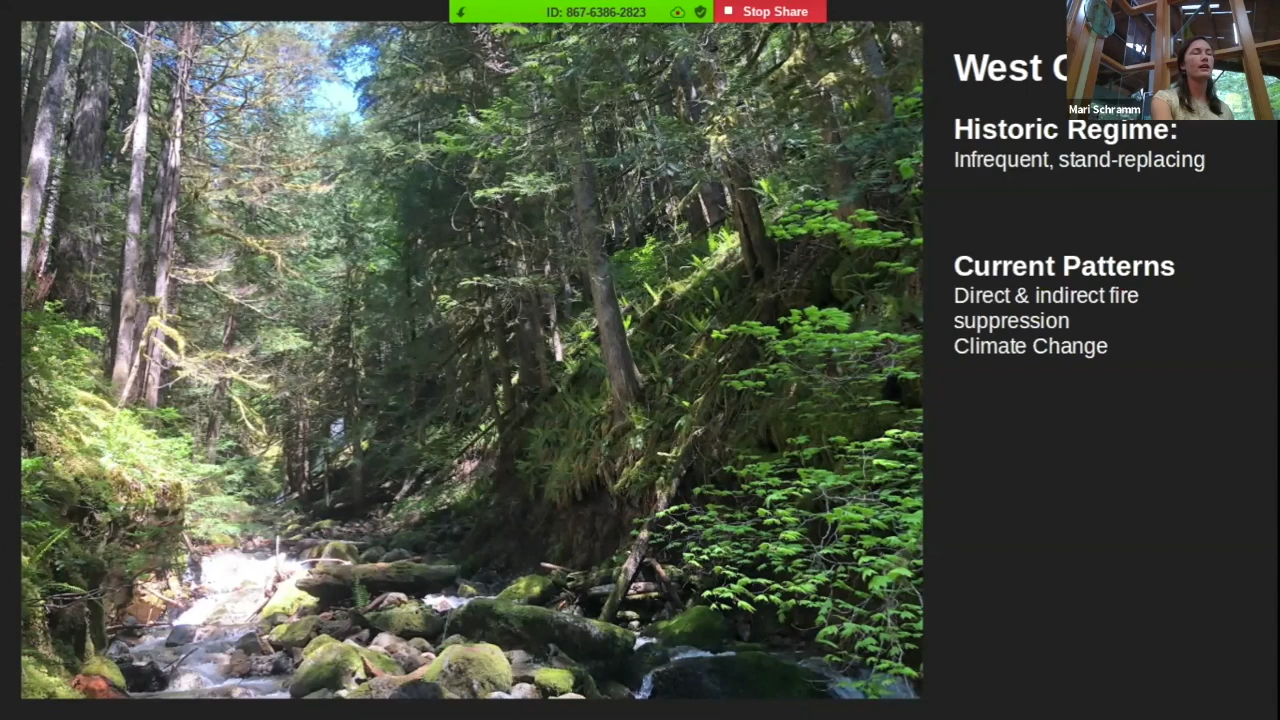 ID: 867-6386-2823
Stop Share
West
Mari Schramm
Historic Regime:
Infrequent, stand-replacing
Current Patterns
Direct & indirect fire
suppression
Climate Change